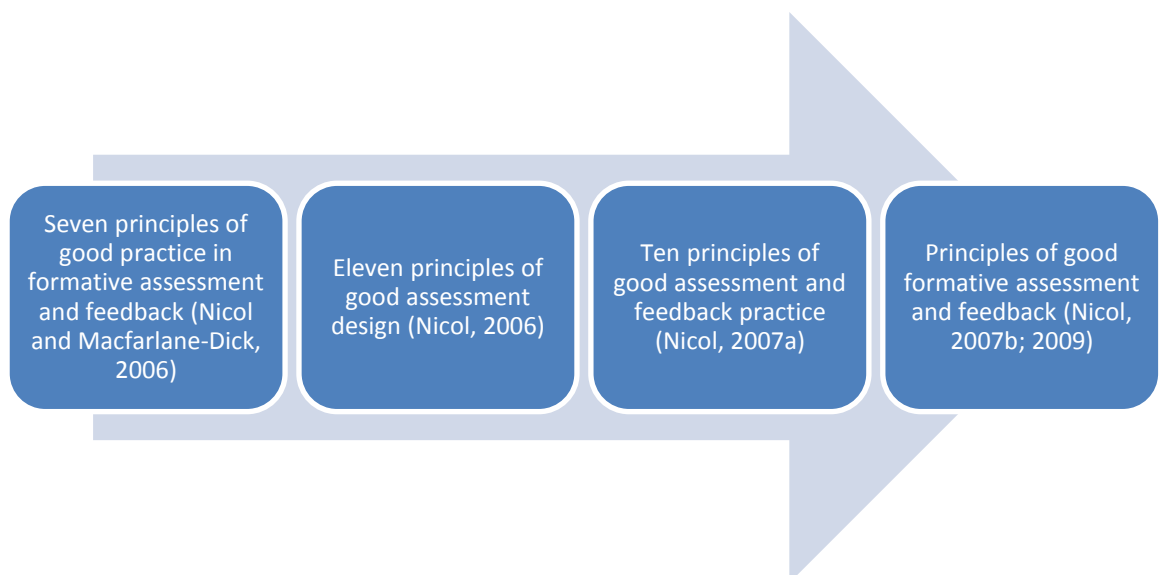 Seven principles of
good practice in
formative assessment
and feedback (Nicol
and Macfarlane-Dick,
2006)
Eleven principles of
good assessment
design (Nicol, 2006)
Ten principles of
good assessment and
feedback practice
(Nicol, 2007a)
Principles of good
formative assessment
and feedback (Nicol,
2007b; 2009)